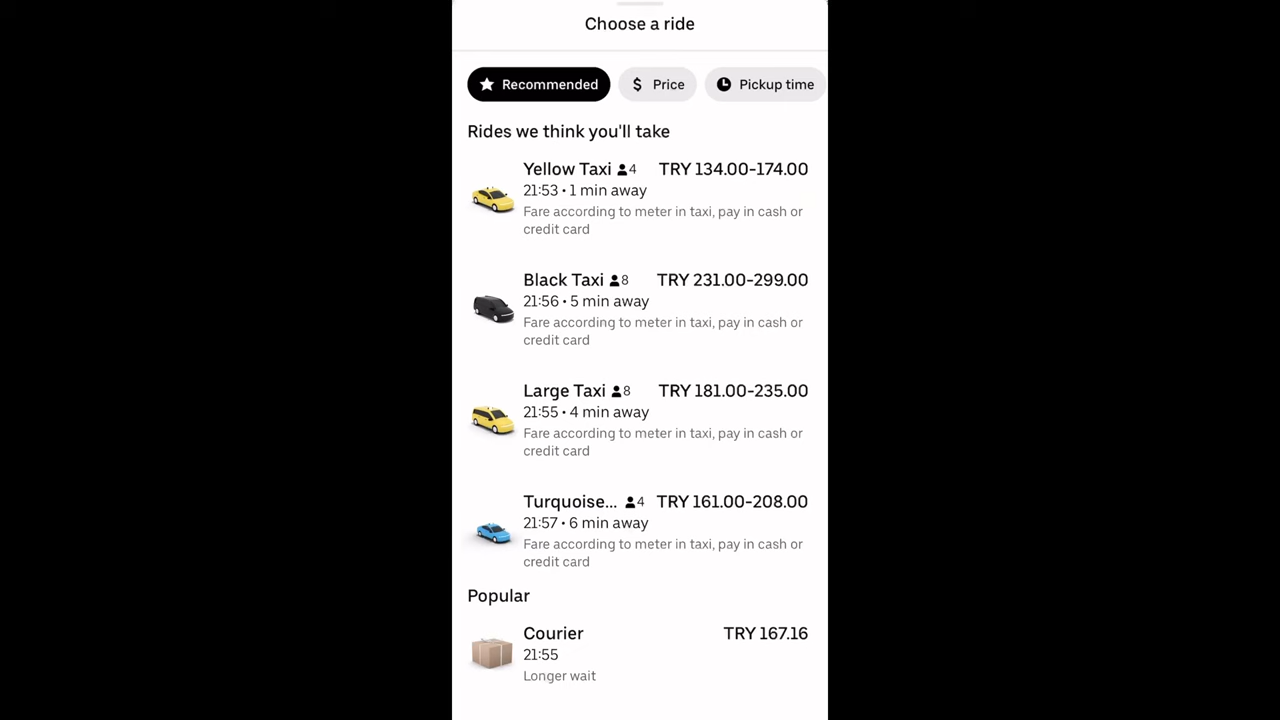 Choose a ride
Recommended
$ Price
Pickup time
Rides we think you'll take
Yellow Taxi 4 TRY 134.00-174.00
21:53 • 1 min away
Fare according to meter in taxi, pay in cash or
credit card
Black Taxi 8 TRY 231.00-299.00
21:56 • 5 min away
Fare according to meter in taxi, pay in cash or
credit card
Large Taxi 8 TRY 181.00-235.00
21:55 • 4 min away
Fare according to meter in taxi, pay in cash or
credit card
Turquoise... 4 TRY 161.00-208.00
21:57 • 6 min away
Fare according to meter in taxi, pay in cash or
credit card
Popular
Courier TRY 167.16
21:55
Longer wait